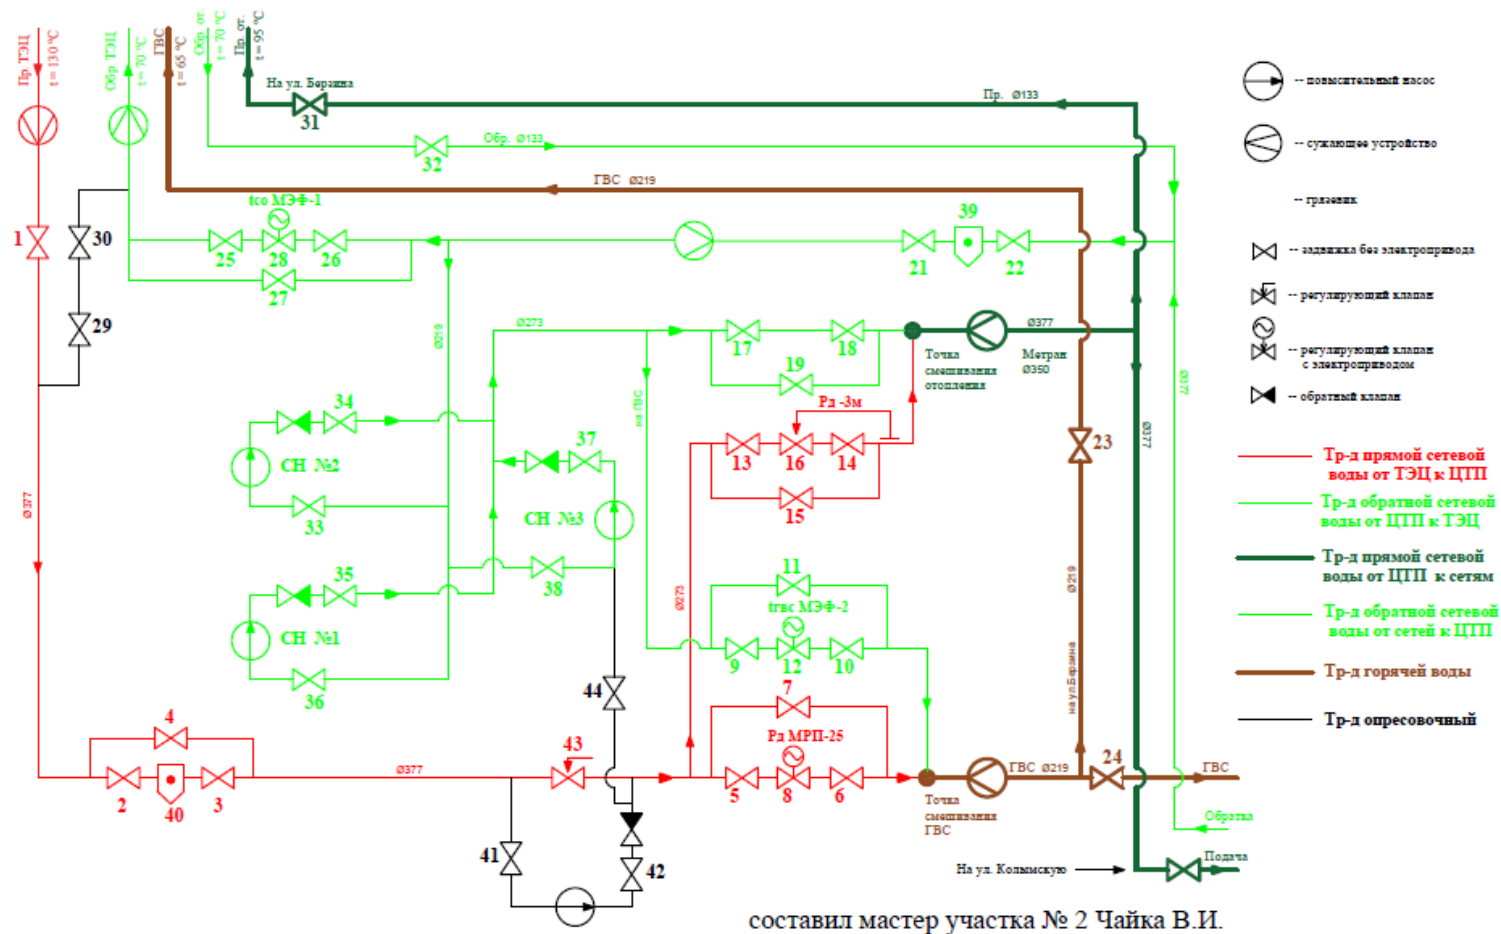 Пр. ТЭЦ
t = 130 °C
Обр. ТЭЦ
t = 70 °C
ГВС
t = 65 °C
Обр. от.
t = 70 °C
Пр. от.
t = 95 °C
На ул. Берзина
31
Пр. Ø133
32
Обр. Ø133
ГВС Ø219
1
30
29
tсо МЭФ-1
25
28
26
27
21
39
22
Ø219
Ø273
на ГВС
17
18
19
Точка
смешивания
отопления
Ø377
Метран
Ø350
Рд -3м
13
16
14
15
23
Ø377
Ø377
Ø377
34
СН №2
33
37
СН №3
38
35
СН №1
36
Ø273
11
tгвс МЭФ-2
9
12
10
Ø219
на ул.Берзина
44
7
Рд МРП-25
5
8
6
4
2
40
3
Ø377
43
41
42
ГВС Ø219
24
ГВС
Точка
смешивания
ГВС
Обратка
Подача
На ул. Колымскую
-- повысительный насос
-- сужающее устройство
-- грязевик
-- задвижка без электропривода
-- регулирующий клапан
-- регулирующий клапан
с электроприводом
-- обратный клапан
Тр-д прямой сетевой
воды от ТЭЦ к ЦТП
Тр-д обратной сетевой
воды от ЦТП к ТЭЦ
Тр-д прямой сетевой
воды от ЦТП к сетям
Тр-д обратной сетевой
воды от сетей к ЦТП
Тр-д горячей воды
Тр-д опресовочный
составил мастер участка № 2 Чайка В.И.